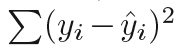 ∑(yᵢ − ŷᵢ)²